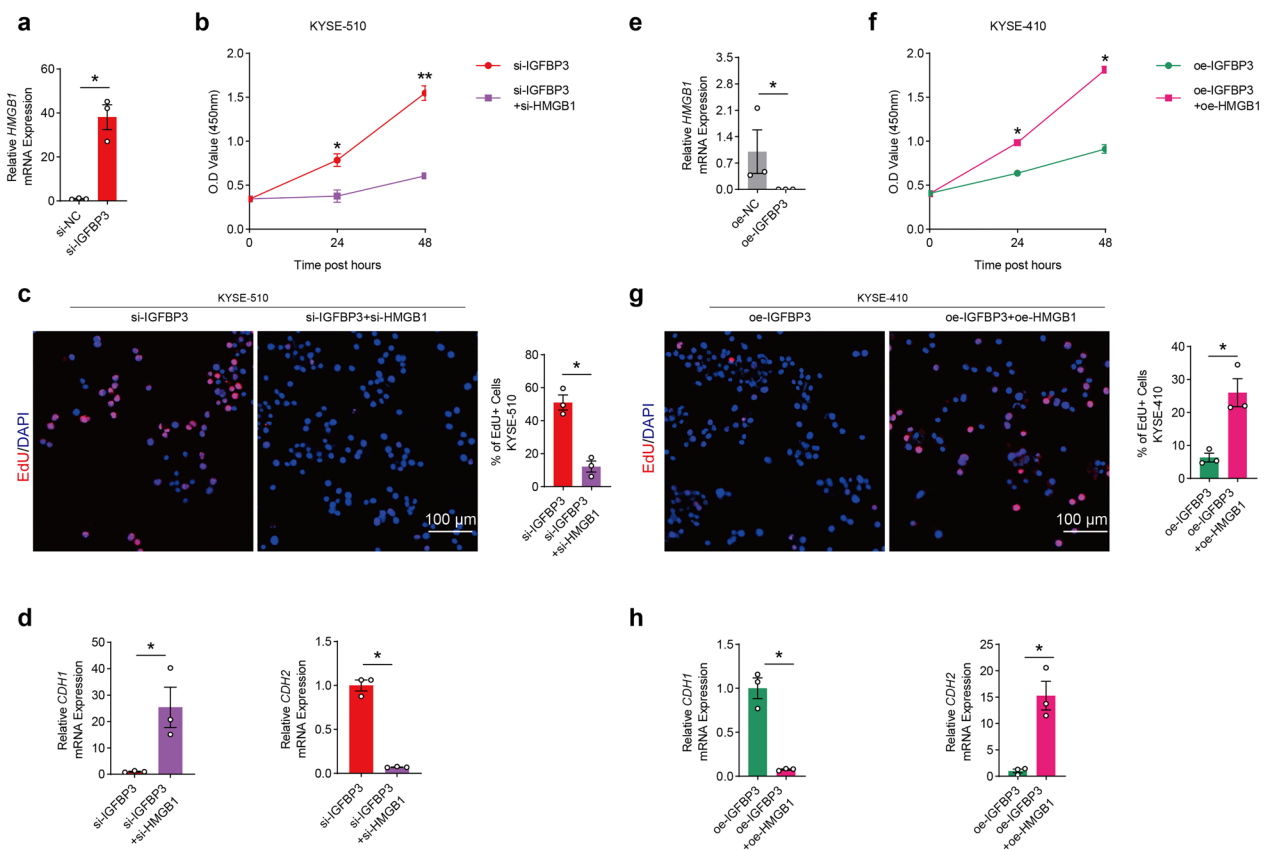 a
Relative HMGB1
mRNA Expression
60
40
20
0
*
si-NC
si-IGFBP3
b
KYSE-510
O.D Value (450nm)
2.0
1.5
1.0
0.5
0.0
*
**
0
24
48
Time post hours
si-IGFBP3
si-IGFBP3
+si-HMGB1
e
Relative HMGB1
mRNA Expression
3.5
2.8
2.1
1.4
0.7
0.0
*
oe-NC
oe-IGFBP3
f
KYSE-410
O.D Value (450nm)
2.0
1.5
1.0
0.5
0.0
*
*
0
24
48
Time post hours
oe-IGFBP3
oe-IGFBP3
+oe-HMGB1
c
KYSE-510
si-IGFBP3
si-IGFBP3+si-HMGB1
EdU/DAPI
100 μm
% of EdU+ Cells
KYSE-510
80
60
40
20
0
*
si-IGFBP3
si-IGFBP3
+si-HMGB1
g
KYSE-410
oe-IGFBP3
oe-IGFBP3+oe-HMGB1
EdU/DAPI
100 μm
% of EdU+ Cells
KYSE-410
40
30
20
10
0
*
oe-IGFBP3
oe-IGFBP3
+oe-HMGB1
d
Relative CDH1
mRNA Expression
50
40
30
20
10
0
*
si-IGFBP3
si-IGFBP3
+si-HMGB1
Relative CDH2
mRNA Expression
1.5
1.0
0.5
0.0
*
si-IGFBP3
si-IGFBP3
+si-HMGB1
h
Relative CDH1
mRNA Expression
1.5
1.0
0.5
0.0
*
oe-IGFBP3
oe-IGFBP3
+oe-HMGB1
Relative CDH2
mRNA Expression
25
20
15
10
5
0
*
oe-IGFBP3
oe-IGFBP3
+oe-HMGB1